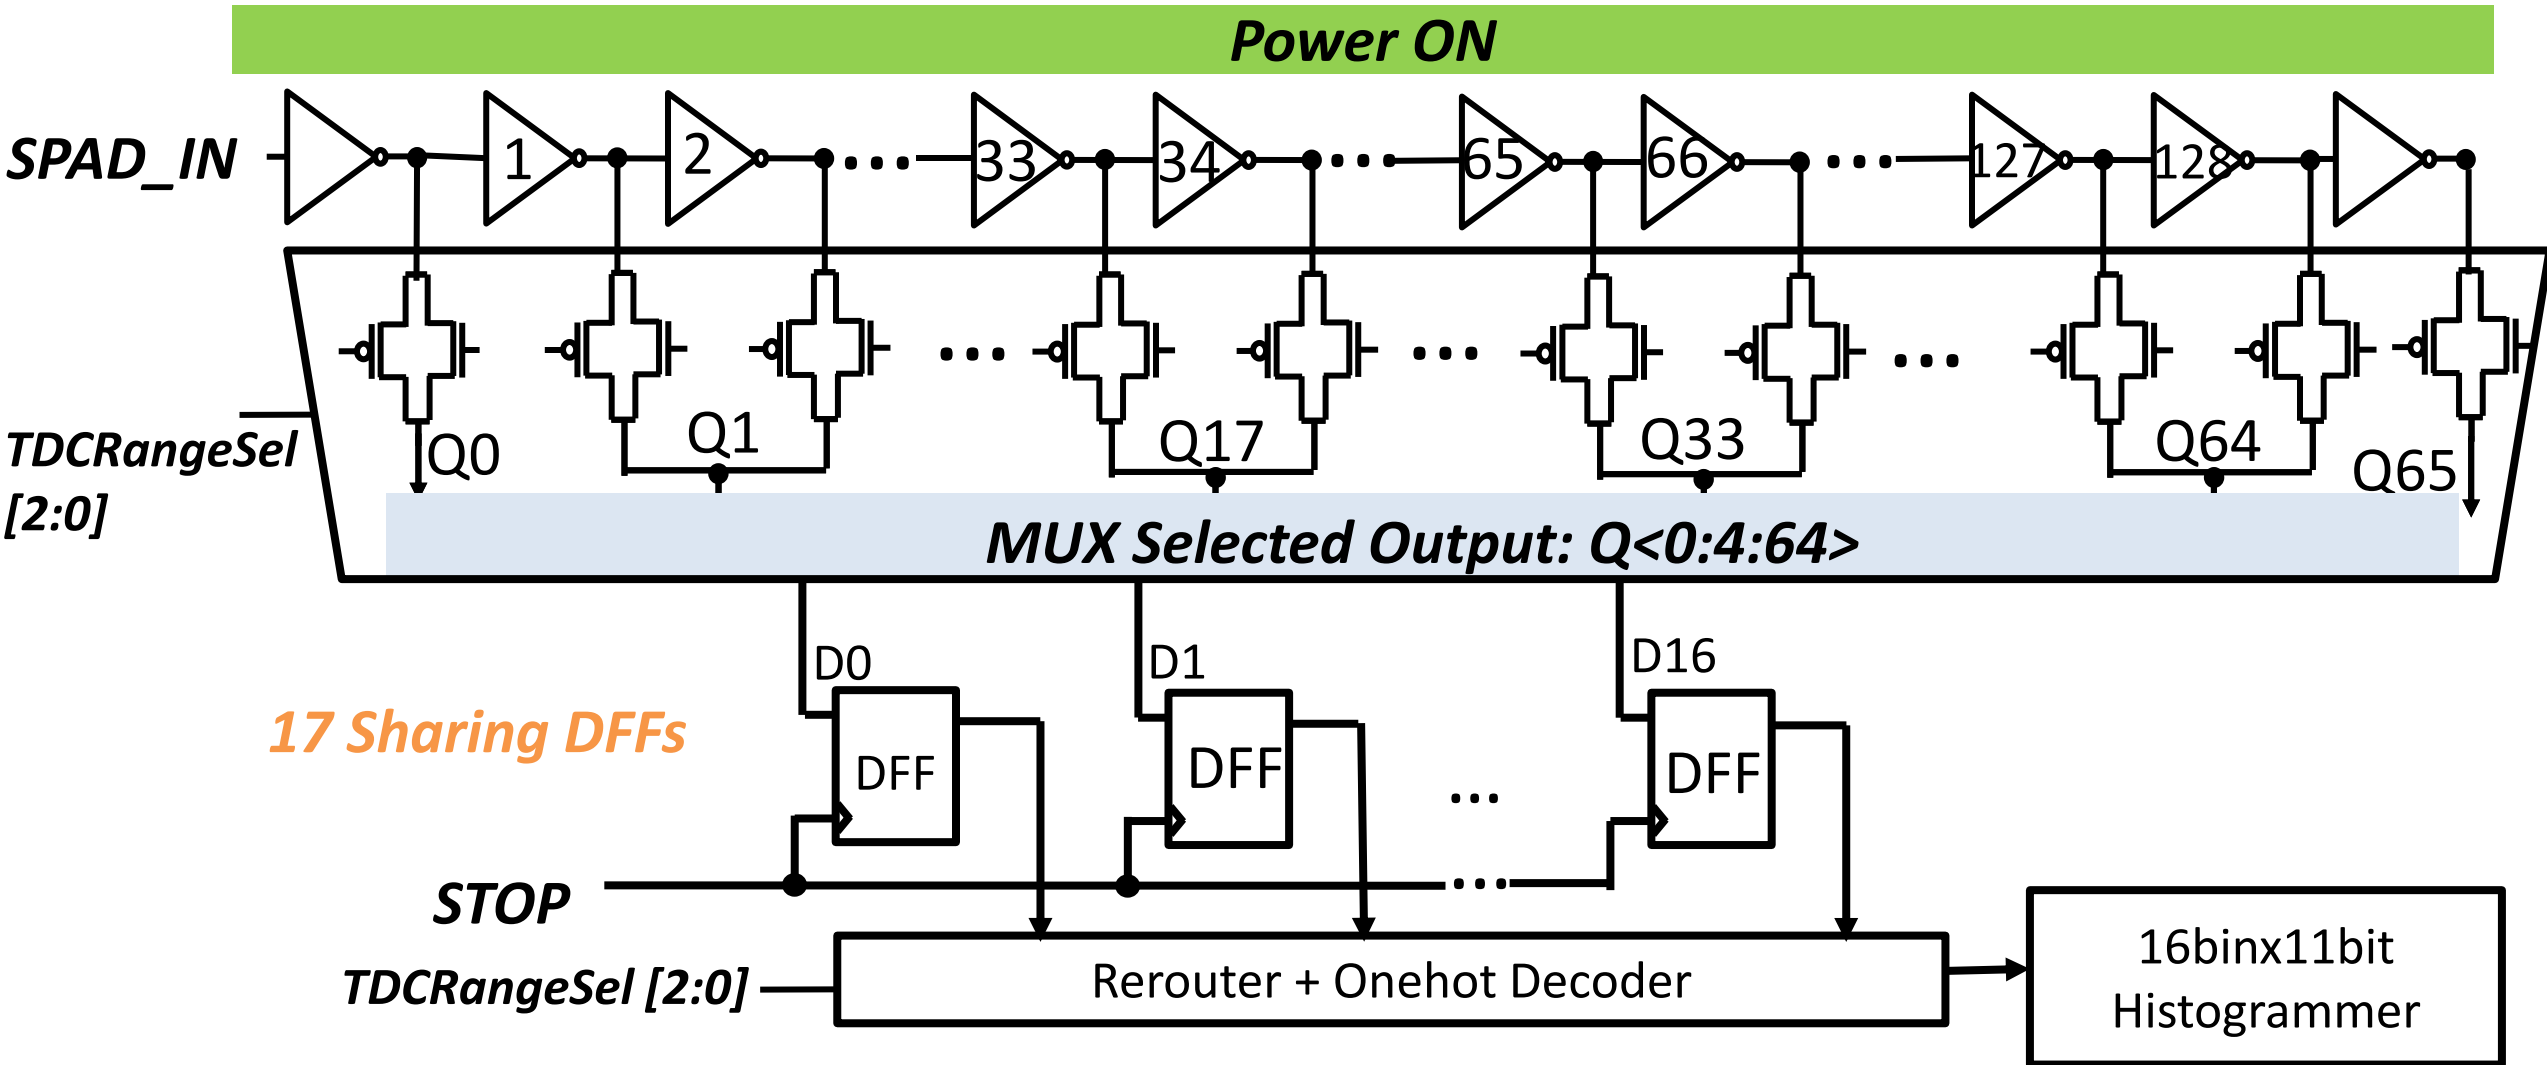 Power ON
SPAD_IN
1
2
33
34
65
66
127
128
TDCRangeSel
[2:0]
Q0
Q1
Q17
Q33
Q64
Q65
MUX Selected Output: Q<0:4:64>
D0
D1
D16
17 Sharing DFFs
DFF
DFF
DFF
STOP
TDCRangeSel [2:0]
Rerouter + Onehot Decoder
16binx11bit
Histogrammer